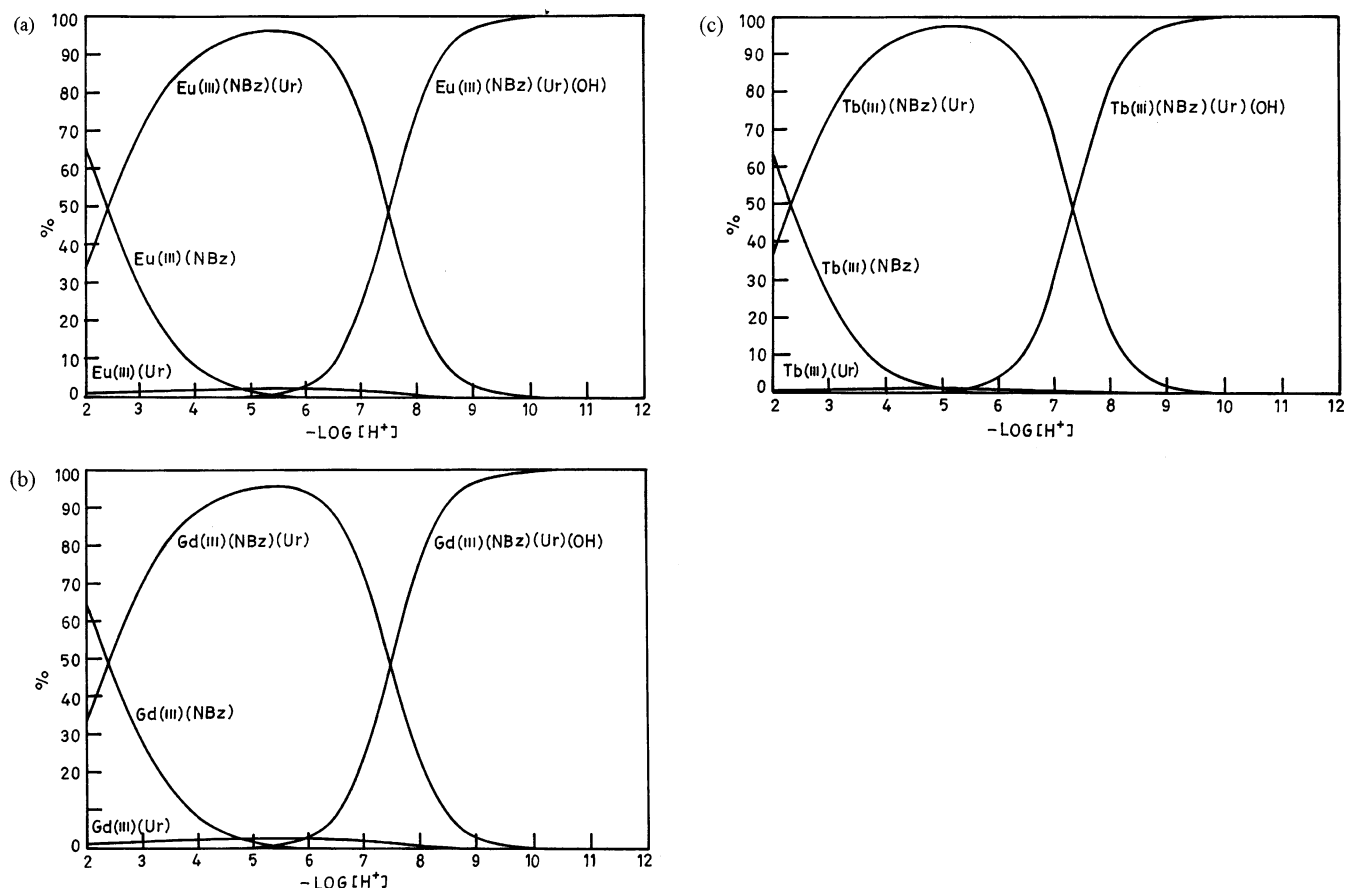 (a)
100
90
80
70
60
50
40
30
20
10
0
%
Eu(III)(NBz)(Ur)
Eu(III)(NBz)(Ur)(OH)
Eu(III)(NBz)
Eu(III)(Ur)
2 3 4 5 6 7 8 9 10 11 12
-LOG[H⁺]
(c)
100
90
80
70
60
50
40
30
20
10
0
%
Tb(III)(NBz)(Ur)
Tb(III)(NBz)(Ur)(OH)
Tb(III)(NBz)
Tb(III)(Ur)
2 3 4 5 6 7 8 9 10 11 12
-LOG[H⁺]
(b)
100
90
80
70
60
50
40
30
20
0
%
Gd(III)(NBz)(Ur)
Gd(III)(NBz)(Ur)(OH)
Gd(III)(NBz)
Gd(III)(Ur)
2 3 4 5 6 7 8 9 10 11 12
-LOG[H⁺]